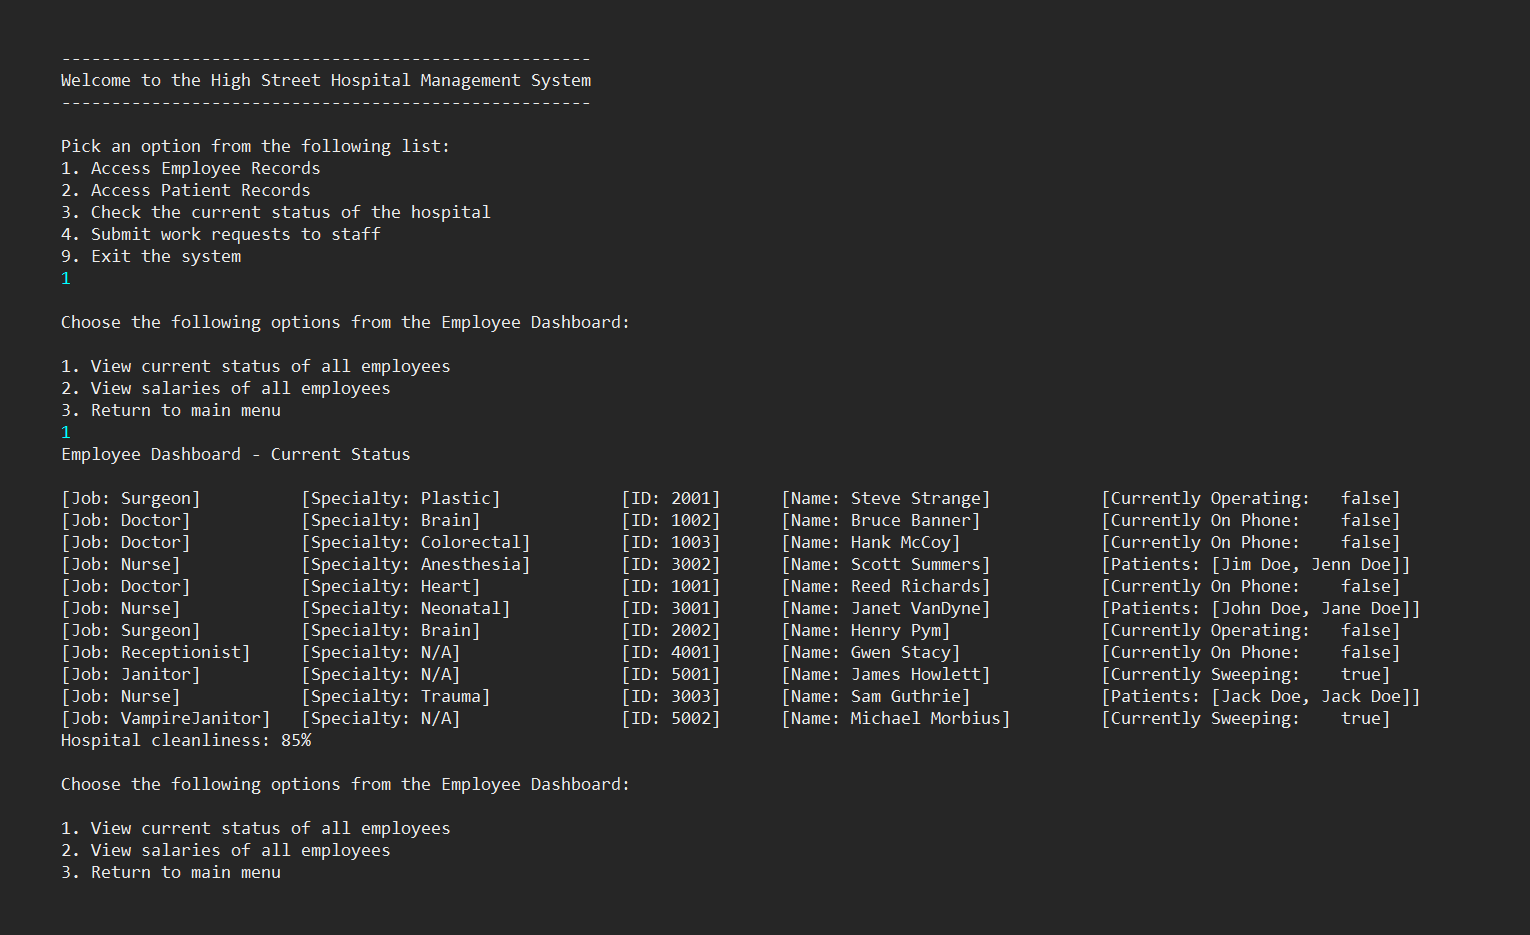 -----------------------------------------------------
Welcome to the High Street Hospital Management System
-----------------------------------------------------
Pick an option from the following list:
1. Access Employee Records
2. Access Patient Records
3. Check the current status of the hospital
4. Submit work requests to staff
9. Exit the system
1
Choose the following options from the Employee Dashboard:
1. View current status of all employees
2. View salaries of all employees
3. Return to main menu
1
Employee Dashboard - Current Status
[Job: Surgeon] [Specialty: Plastic] [ID: 2001] [Name: Steve Strange] [Currently Operating: false]
[Job: Doctor] [Specialty: Brain] [ID: 1002] [Name: Bruce Banner] [Currently On Phone: false]
[Job: Doctor] [Specialty: Colorectal] [ID: 1003] [Name: Hank McCoy] [Currently On Phone: false]
[Job: Nurse] [Specialty: Anesthesia] [ID: 3002] [Name: Scott Summers] [Patients: [Jim Doe, Jenn Doe]]
[Job: Doctor] [Specialty: Heart] [ID: 1001] [Name: Reed Richards] [Currently On Phone: false]
[Job: Nurse] [Specialty: Neonatal] [ID: 3001] [Name: Janet VanDyne] [Patients: [John Doe, Jane Doe]]
[Job: Surgeon] [Specialty: Brain] [ID: 2002] [Name: Henry Pym] [Currently Operating: false]
[Job: Receptionist] [Specialty: N/A] [ID: 4001] [Name: Gwen Stacy] [Currently On Phone: false]
[Job: Janitor] [Specialty: N/A] [ID: 5001] [Name: James Howlett] [Currently Sweeping: true]
[Job: Nurse] [Specialty: Trauma] [ID: 3003] [Name: Sam Guthrie] [Patients: [Jack Doe, Jack Doe]]
[Job: VampireJanitor] [Specialty: N/A] [ID: 5002] [Name: Michael Morbius] [Currently Sweeping: true]
Hospital cleanliness: 85%
Choose the following options from the Employee Dashboard:
1. View current status of all employees
2. View salaries of all employees
3. Return to main menu